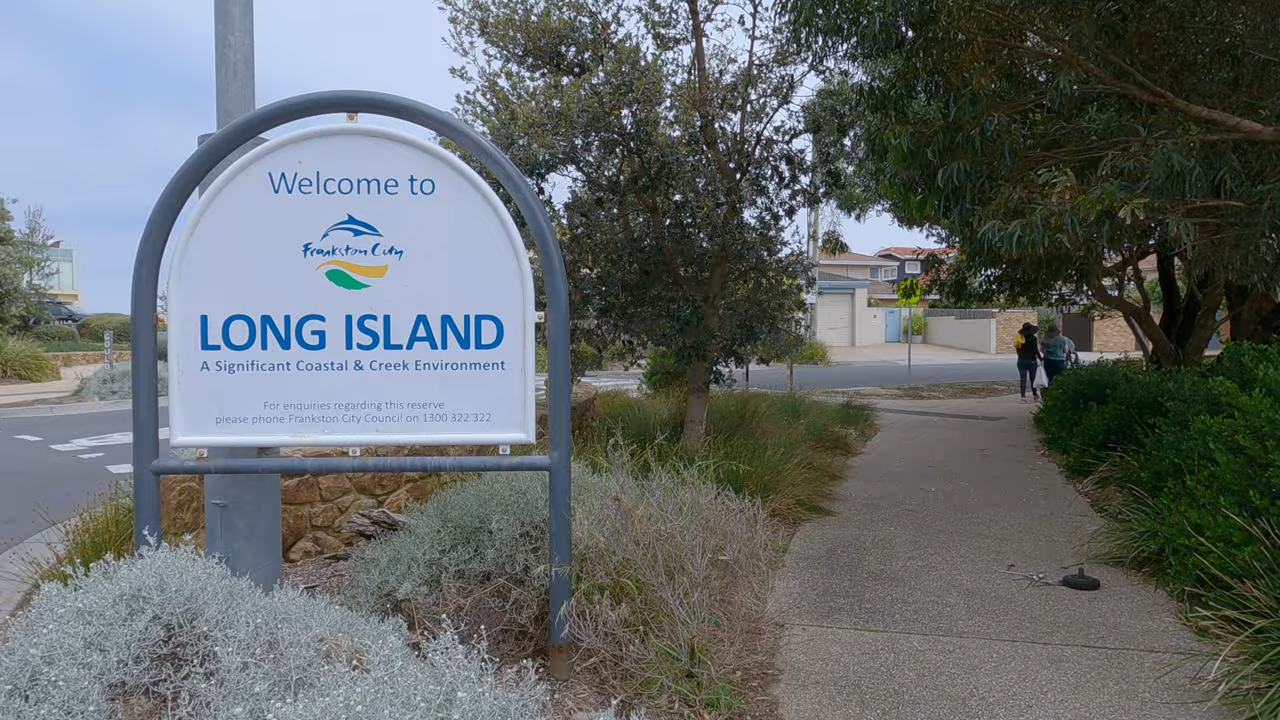 Welcome to
Frankston City
LONG ISLAND
A Significant Coastal & Creek Environment
For enquiries regarding this reserve
please phone Frankston City Council on 1300 322 322